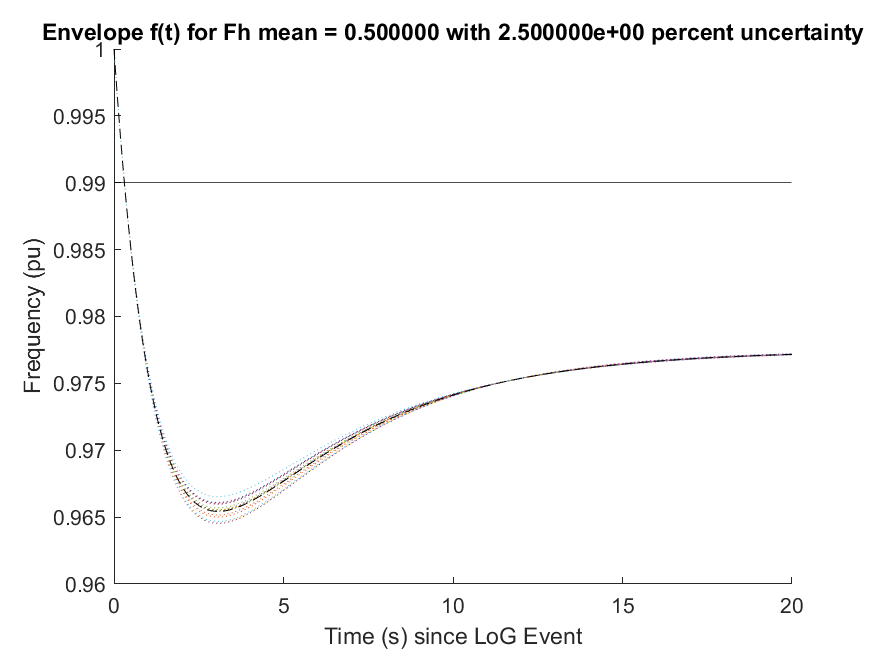 Envelope f(t) for Fh mean = 0.500000 with 2.500000e+00 percent uncertainty
1
0.995
0.99
0.985
0.98
0.975
0.97
0.965
0.96
Frequency (pu)
0 5 10 15 20
Time (s) since LoG Event